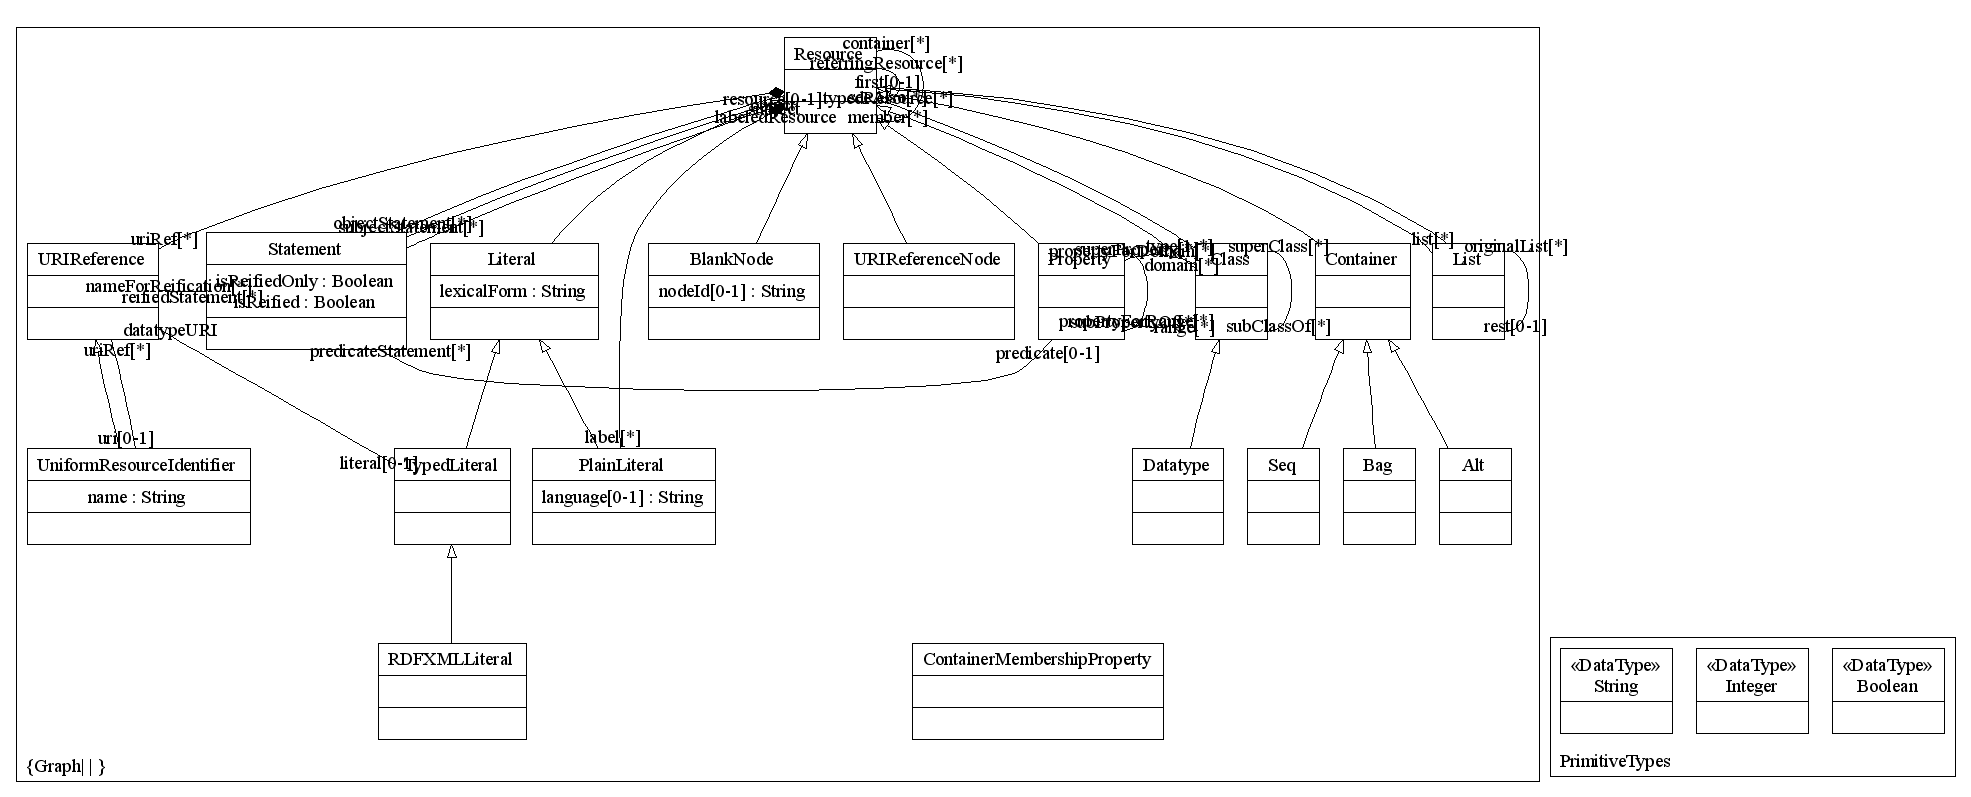 container[*]
Resource
referringResource[*]
first[0-1]
resource[0-1]
typedResource[*]
labeledResource
member[*]
objectStatement[*]
subjectStatement[*]
uriRef[*]
list[*]
superClass[*]
originalList[*]
type[*]
domain[*]
URIReference
Statement
Literal
BlankNode
URIReferenceNode
Property
Class
Container
List
isReifiedOnly : Boolean
isReified : Boolean
nameForReification[*]
reifiedStatement[*]
lexicalForm : String
nodeId[0-1] : String
datatypeURI
propertyForRange[*]
range[*]
subClassOf[*]
rest[0-1]
uriRef[*]
predicateStatement[*]
predicate[0-1]
uri[0-1]
label[*]
literal[0-1]
UniformResourceIdentifier
TypedLiteral
PlainLiteral
Datatype
Seq
Bag
Alt
name : String
language[0-1] : String
RDFXMLLiteral
ContainerMembershipProperty
«DataType»
String
«DataType»
Integer
«DataType»
Boolean
PrimitiveTypes
{Graph| | }